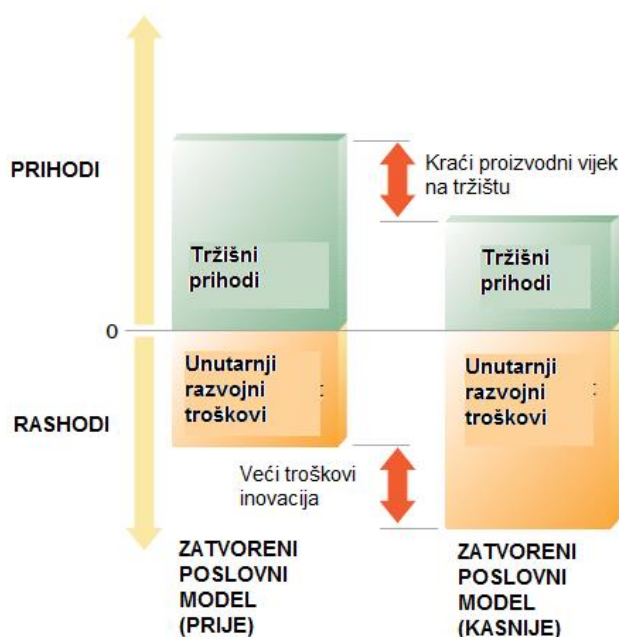 PRIHODI
Kraći proizvodni vijek
na tržištu
Tržišni
prihodi
Tržišni
prihodi
0
Unutarnji
razvojni :
troškovi
Unutarnji
razvojni :
troškovi
RASHODI
Veći troškovi
inovacija
ZATVORENI
POSLOVNI
MODEL
(PRIJE)
ZATVORENI
POSLOVNI
MODEL
(KASNIJE)